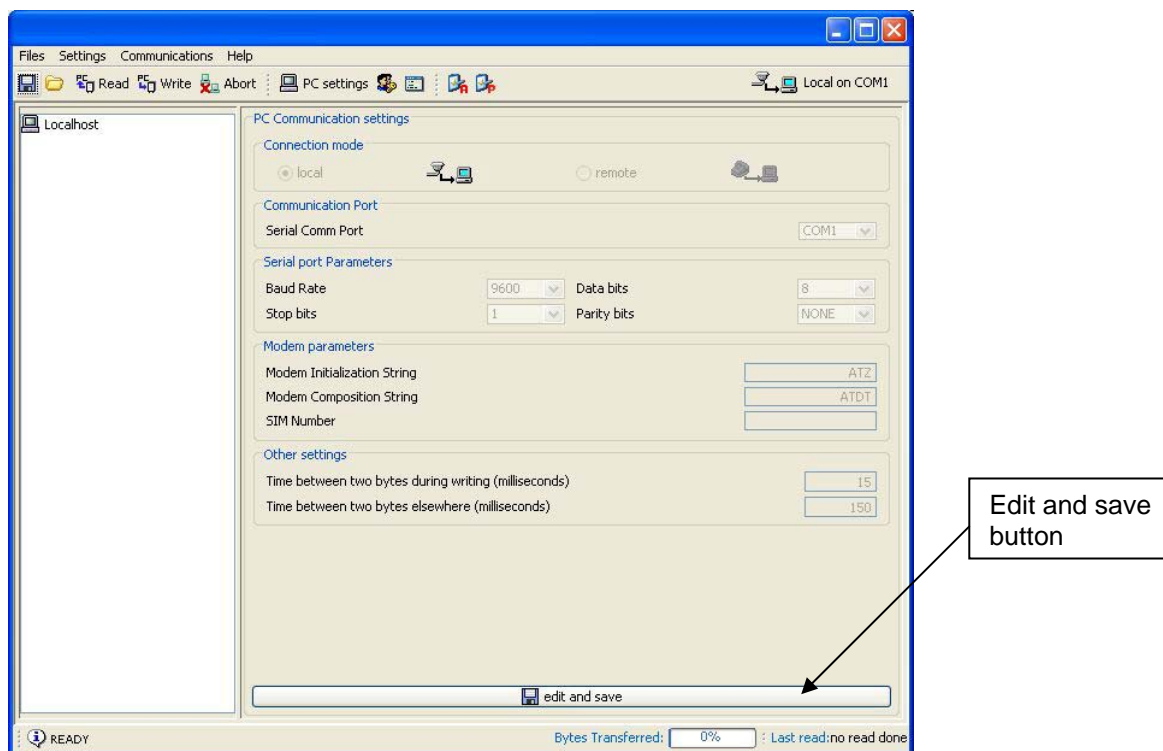 Files Settings Communications Help
Read Write Abort PC settings A P Local on COM1
Localhost
PC Communication settings
Connection mode
local remote
Communication Port
Serial Comm Port COM1
Serial port Parameters
Baud Rate 9600 Data bits 8
Stop bits 1 Parity bits NONE
Modem parameters
Modem Initialization String ATZ
Modem Composition String ATDT
SIM Number
Other settings
Time between two bytes during writing (milliseconds) 15
Time between two bytes elsewhere (milliseconds) 150
Edit and save
button
edit and save
READY Bytes Transferred: 0% Last read:no read done